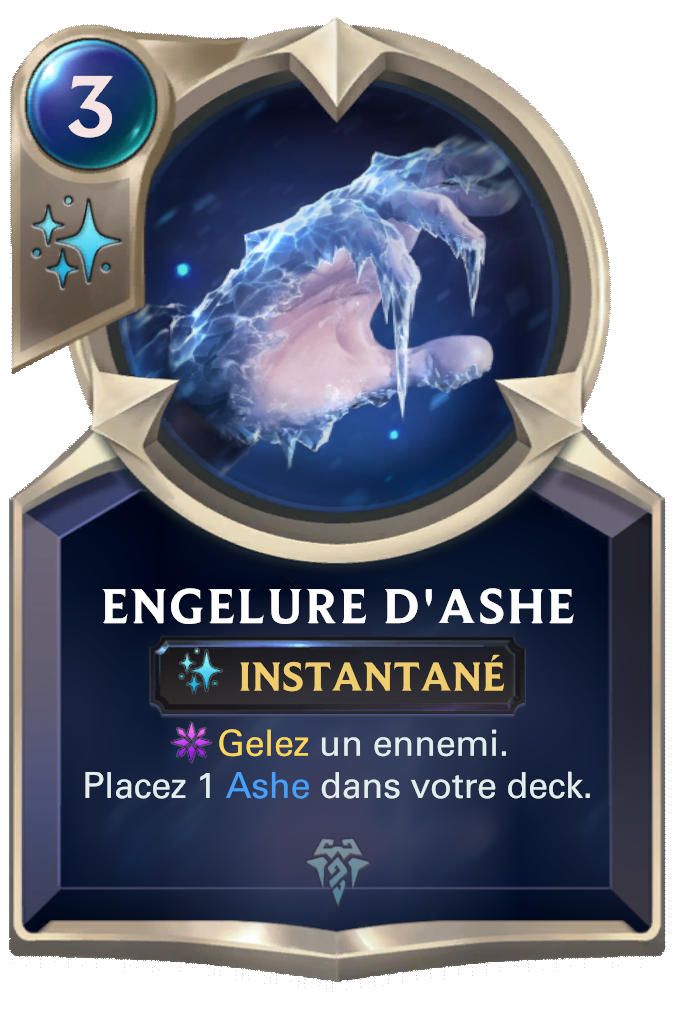 3
ENGELURE D'ASHE
INSTANTANÉ
Gelez un ennemi.
Placez 1 Ashe dans votre deck.